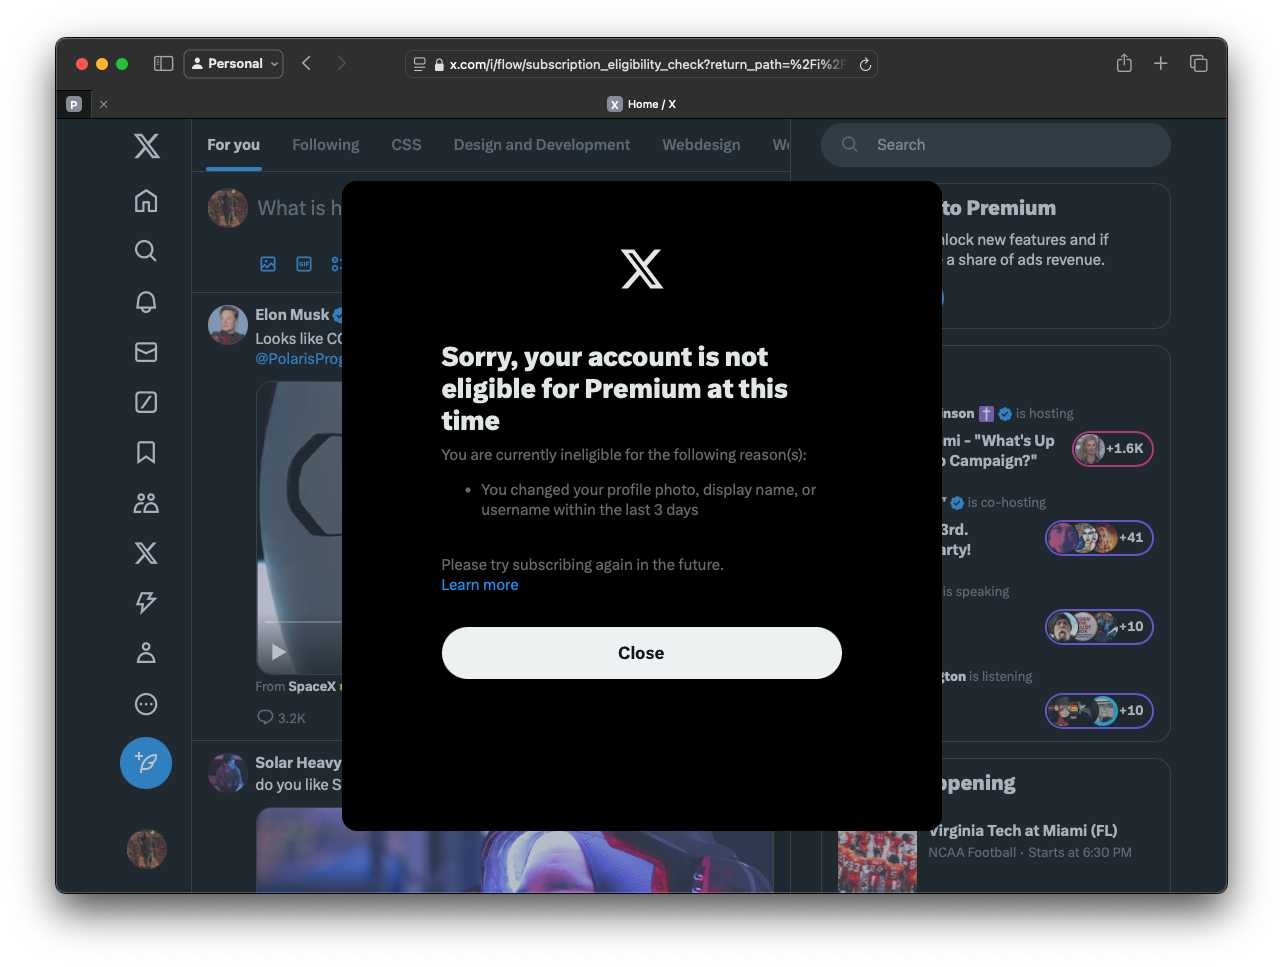 Personal
x.com/i/flow/subscription_eligibility_check?return_path=%2Fi%2F
P
X Home / X
For you
Following
CSS
Design and Development
Webdesign
Search
What is h
GIF
Elon Musk
Looks like CC
@PolarisProg
From SpaceX
3.2K
Solar Heavy
do you like S
X
Sorry, your account is not
eligible for Premium at this
time
You are currently ineligible for the following reason(s):
• You changed your profile photo, display name, or
username within the last 3 days
Please try subscribing again in the future.
Learn more
Close
to Premium
nlock new features and if
a share of ads revenue.
nson is hosting
mi - "What's Up
Campaign?"
+1.6K
is co-hosting
3rd.
arty!
+41
is speaking
+10
gton is listening
+10
ppening
Virginia Tech at Miami (FL)
NCAA Football · Starts at 6:30 PM